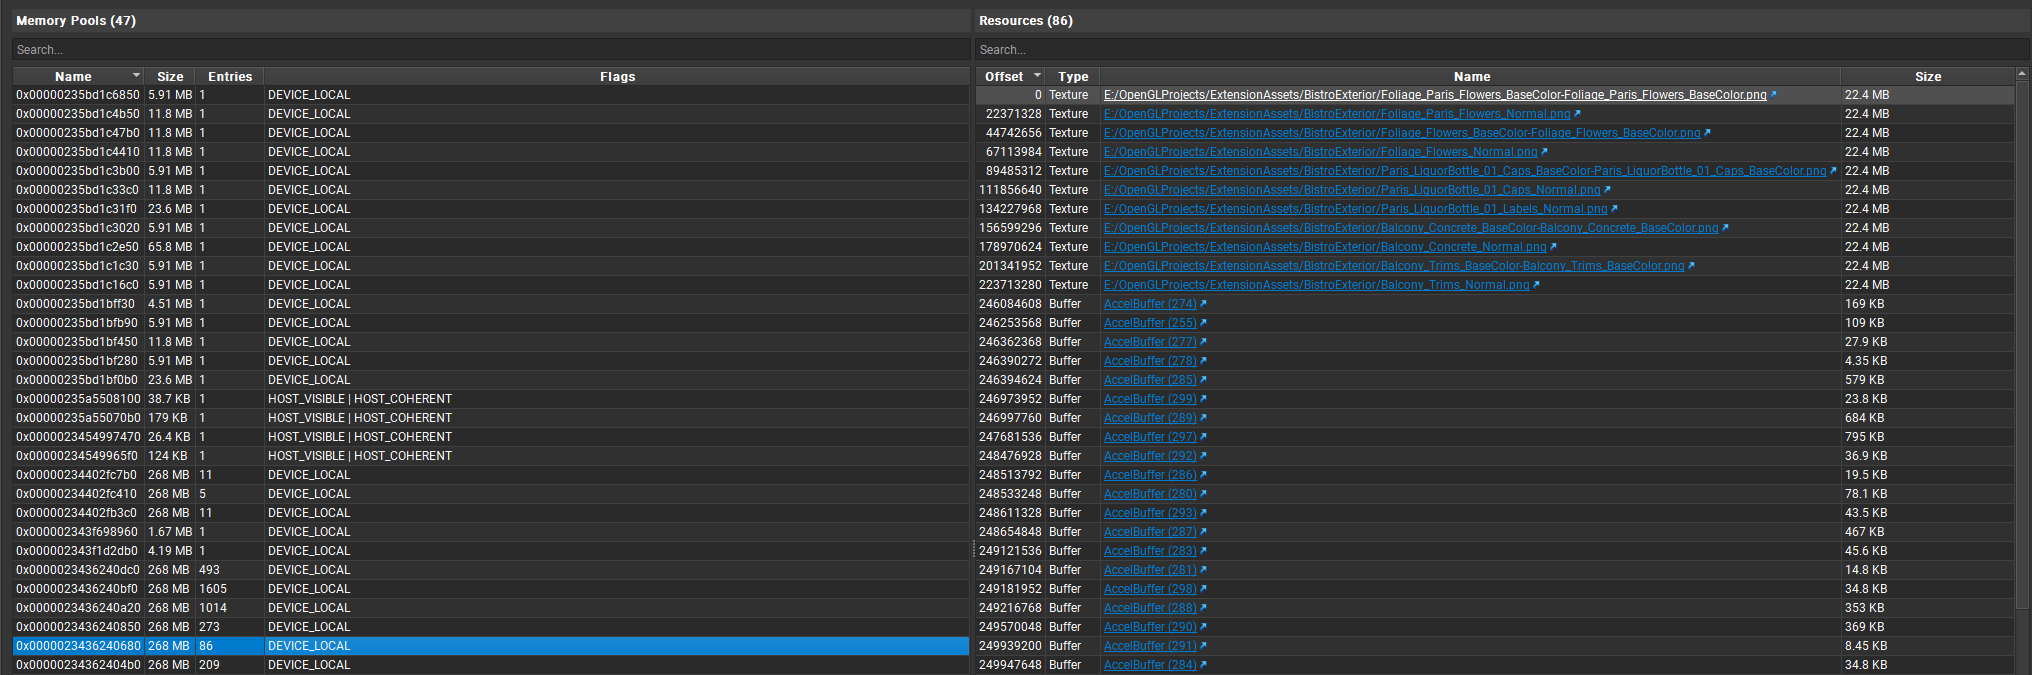 Memory Pools (47)
Search...
Name Size Entries Flags
0x00000235bd1c6850 5.91 MB 1 DEVICE_LOCAL
0x00000235bd1c4b50 11.8 MB 1 DEVICE_LOCAL
0x00000235bd1c47b0 11.8 MB 1 DEVICE_LOCAL
0x00000235bd1c4410 11.8 MB 1 DEVICE_LOCAL
0x00000235bd1c3b00 5.91 MB 1 DEVICE_LOCAL
0x00000235bd1c33c0 11.8 MB 1 DEVICE_LOCAL
0x00000235bd1c31f0 23.6 MB 1 DEVICE_LOCAL
0x00000235bd1c3020 5.91 MB 1 DEVICE_LOCAL
0x00000235bd1c2e50 65.8 MB 1 DEVICE_LOCAL
0x00000235bd1c1c30 5.91 MB 1 DEVICE_LOCAL
0x00000235bd1c16c0 5.91 MB 1 DEVICE_LOCAL
0x00000235bd1bff30 4.51 MB 1 DEVICE_LOCAL
0x00000235bd1bfb90 5.91 MB 1 DEVICE_LOCAL
0x00000235bd1bf450 11.8 MB 1 DEVICE_LOCAL
0x00000235bd1bf280 5.91 MB 1 DEVICE_LOCAL
0x00000235bd1bf0b0 23.6 MB 1 DEVICE_LOCAL
0x00000235a5508100 38.7 KB 1 HOST_VISIBLE | HOST_COHERENT
0x00000235a55070b0 179 KB 1 HOST_VISIBLE | HOST_COHERENT
0x0000023454997470 26.4 KB 1 HOST_VISIBLE | HOST_COHERENT
0x00000234549965f0 124 KB 1 HOST_VISIBLE | HOST_COHERENT
0x000002344402fc7b0 268 MB 11 DEVICE_LOCAL
0x000002344402fc410 268 MB 5 DEVICE_LOCAL
0x000002344402fb3c0 268 MB 11 DEVICE_LOCAL
0x000002343f698960 1.67 MB 1 DEVICE_LOCAL
0x000002343f1d2db0 4.19 MB 1 DEVICE_LOCAL
0x0000023436240dc0 268 MB 493 DEVICE_LOCAL
0x0000023436240bf0 268 MB 1605 DEVICE_LOCAL
0x0000023436240a20 268 MB 1014 DEVICE_LOCAL
0x0000023436240850 268 MB 273 DEVICE_LOCAL
0x0000023436240680 268 MB 86 DEVICE_LOCAL
0x00000234362404b0 268 MB 209 DEVICE_LOCAL
Resources (86)
Search...
Offset Type Name Size
0 Texture E:/OpenGLProjects/ExtensionAssets/BistroExterior/Foliage_Paris_Flowers_BaseColor-Foliage_Paris_Flowers_BaseColor.png 22.4 MB
22371328 Texture E:/OpenGLProjects/ExtensionAssets/BistroExterior/Foliage_Paris_Flowers_Normal.png 22.4 MB
44742656 Texture E:/OpenGLProjects/ExtensionAssets/BistroExterior/Foliage_Flowers_BaseColor-Foliage_Flowers_BaseColor.png 22.4 MB
67113984 Texture E:/OpenGLProjects/ExtensionAssets/BistroExterior/Foliage_Flowers_Normal.png 22.4 MB
89485312 Texture E:/OpenGLProjects/ExtensionAssets/BistroExterior/Paris_LiquorBottle_01_Caps_BaseColor-Paris_LiquorBottle_01_Caps_BaseColor.png 22.4 MB
111856640 Texture E:/OpenGLProjects/ExtensionAssets/BistroExterior/Paris_LiquorBottle_01_Caps_Normal.png 22.4 MB
134227968 Texture E:/OpenGLProjects/ExtensionAssets/BistroExterior/Paris_LiquorBottle_01_Labels_Normal.png 22.4 MB
156599296 Texture E:/OpenGLProjects/ExtensionAssets/BistroExterior/Balcony_Concrete_BaseColor-Balcony_Concrete_BaseColor.png 22.4 MB
178970624 Texture E:/OpenGLProjects/ExtensionAssets/BistroExterior/Balcony_Concrete_Normal.png 22.4 MB
201341952 Texture E:/OpenGLProjects/ExtensionAssets/BistroExterior/Balcony_Trims_BaseColor-Balcony_Trims_BaseColor.png 22.4 MB
223713280 Texture E:/OpenGLProjects/ExtensionAssets/BistroExterior/Balcony_Trims_Normal.png 22.4 MB
246084608 Buffer AccelBuffer (274) 169 KB
246253568 Buffer AccelBuffer (255) 109 KB
246362368 Buffer AccelBuffer (277) 27.9 KB
246390272 Buffer AccelBuffer (278) 4.35 KB
246394624 Buffer AccelBuffer (285) 579 KB
246973952 Buffer AccelBuffer (299) 23.8 KB
246997760 Buffer AccelBuffer (289) 684 KB
247681536 Buffer AccelBuffer (297) 795 KB
248476928 Buffer AccelBuffer (292) 36.9 KB
248513792 Buffer AccelBuffer (286) 19.5 KB
248533248 Buffer AccelBuffer (280) 78.1 KB
248611328 Buffer AccelBuffer (293) 43.5 KB
248654848 Buffer AccelBuffer (287) 467 KB
249121536 Buffer AccelBuffer (283) 45.6 KB
249167104 Buffer AccelBuffer (281) 14.8 KB
249181952 Buffer AccelBuffer (298) 34.8 KB
249216768 Buffer AccelBuffer (288) 353 KB
249570048 Buffer AccelBuffer (290) 369 KB
249939200 Buffer AccelBuffer (291) 8.45 KB
249947648 Buffer AccelBuffer (284) 34.8 KB